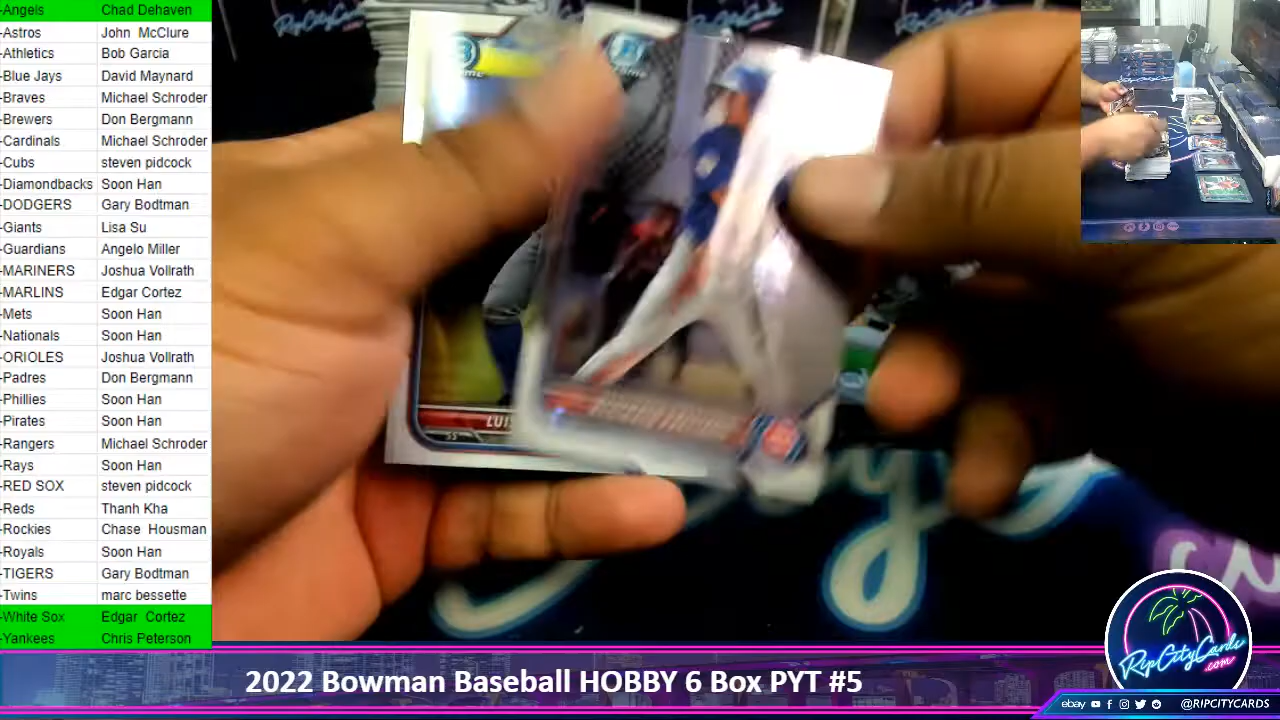 -Angels Chad Dehaven
-Astros John McClure
-Athletics Bob Garcia
-Blue Jays David Maynard
-Braves Michael Schroder
-Brewers Don Bergmann
-Cardinals Michael Schroder
-Cubs steven pidcock
-Diamondbacks Soon Han
-DODGERS Gary Bodtman
-Giants Lisa Su
-Guardians Angelo Miller
-MARINERS Joshua Vollrath
-MARLINS Edgar Cortez
-Mets Soon Han
-Nationals Soon Han
-ORIOLES Joshua Vollrath
-Padres Don Bergmann
-Phillies Soon Han
-Pirates Soon Han
-Rangers Michael Schroder
-Rays Soon Han
-RED SOX steven pidcock
-Reds Thanh Kha
-Rockies Chase Housman
-Royals Soon Han
-TIGERS Gary Bodtman
-Twins marc bessette
-White Sox Edgar Cortez
-Yankees Chris Peterson
2022 Bowman Baseball HOBBY 6 Box PYT #5
RipCityCards
.com
ebay @RIPCITYCARDS